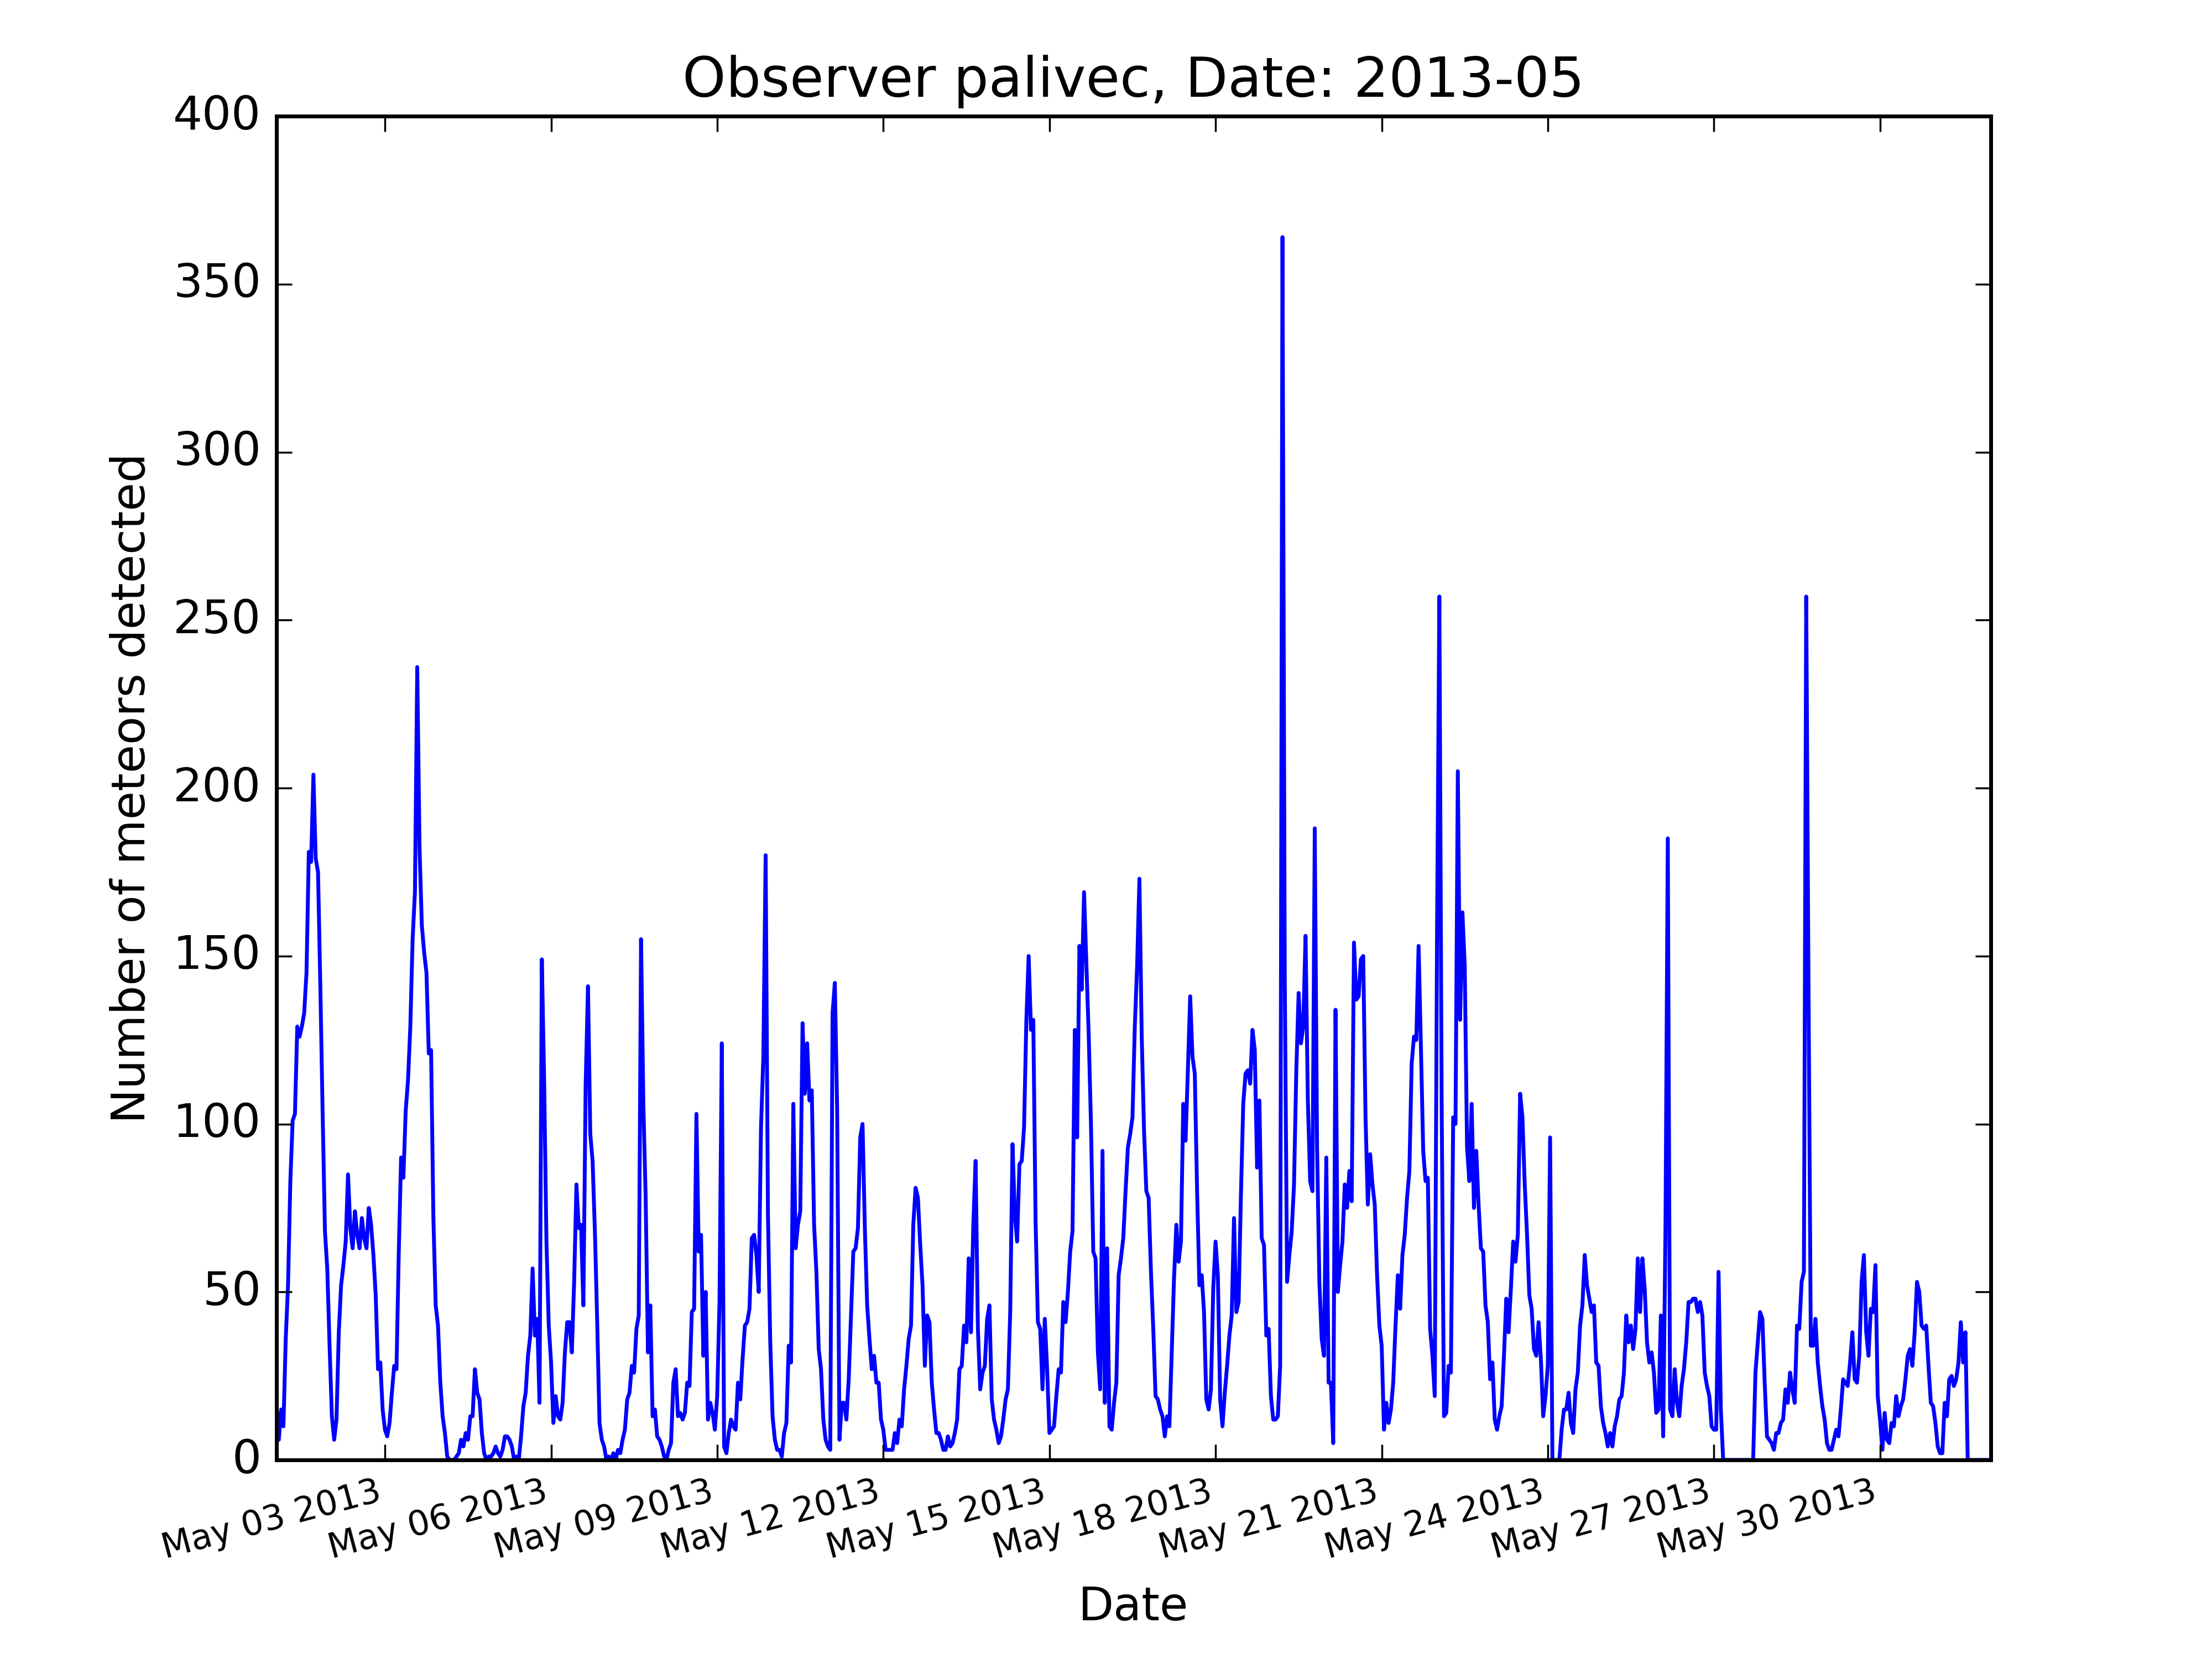 Observer palivec, Date: 2013-05
400
350
300
250
200
150
100
50
0
Number of meteors detected
May 03 2013
May 06 2013
May 09 2013
May 12 2013
May 15 2013
May 18 2013
May 21 2013
May 24 2013
May 27 2013
May 30 2013
Date